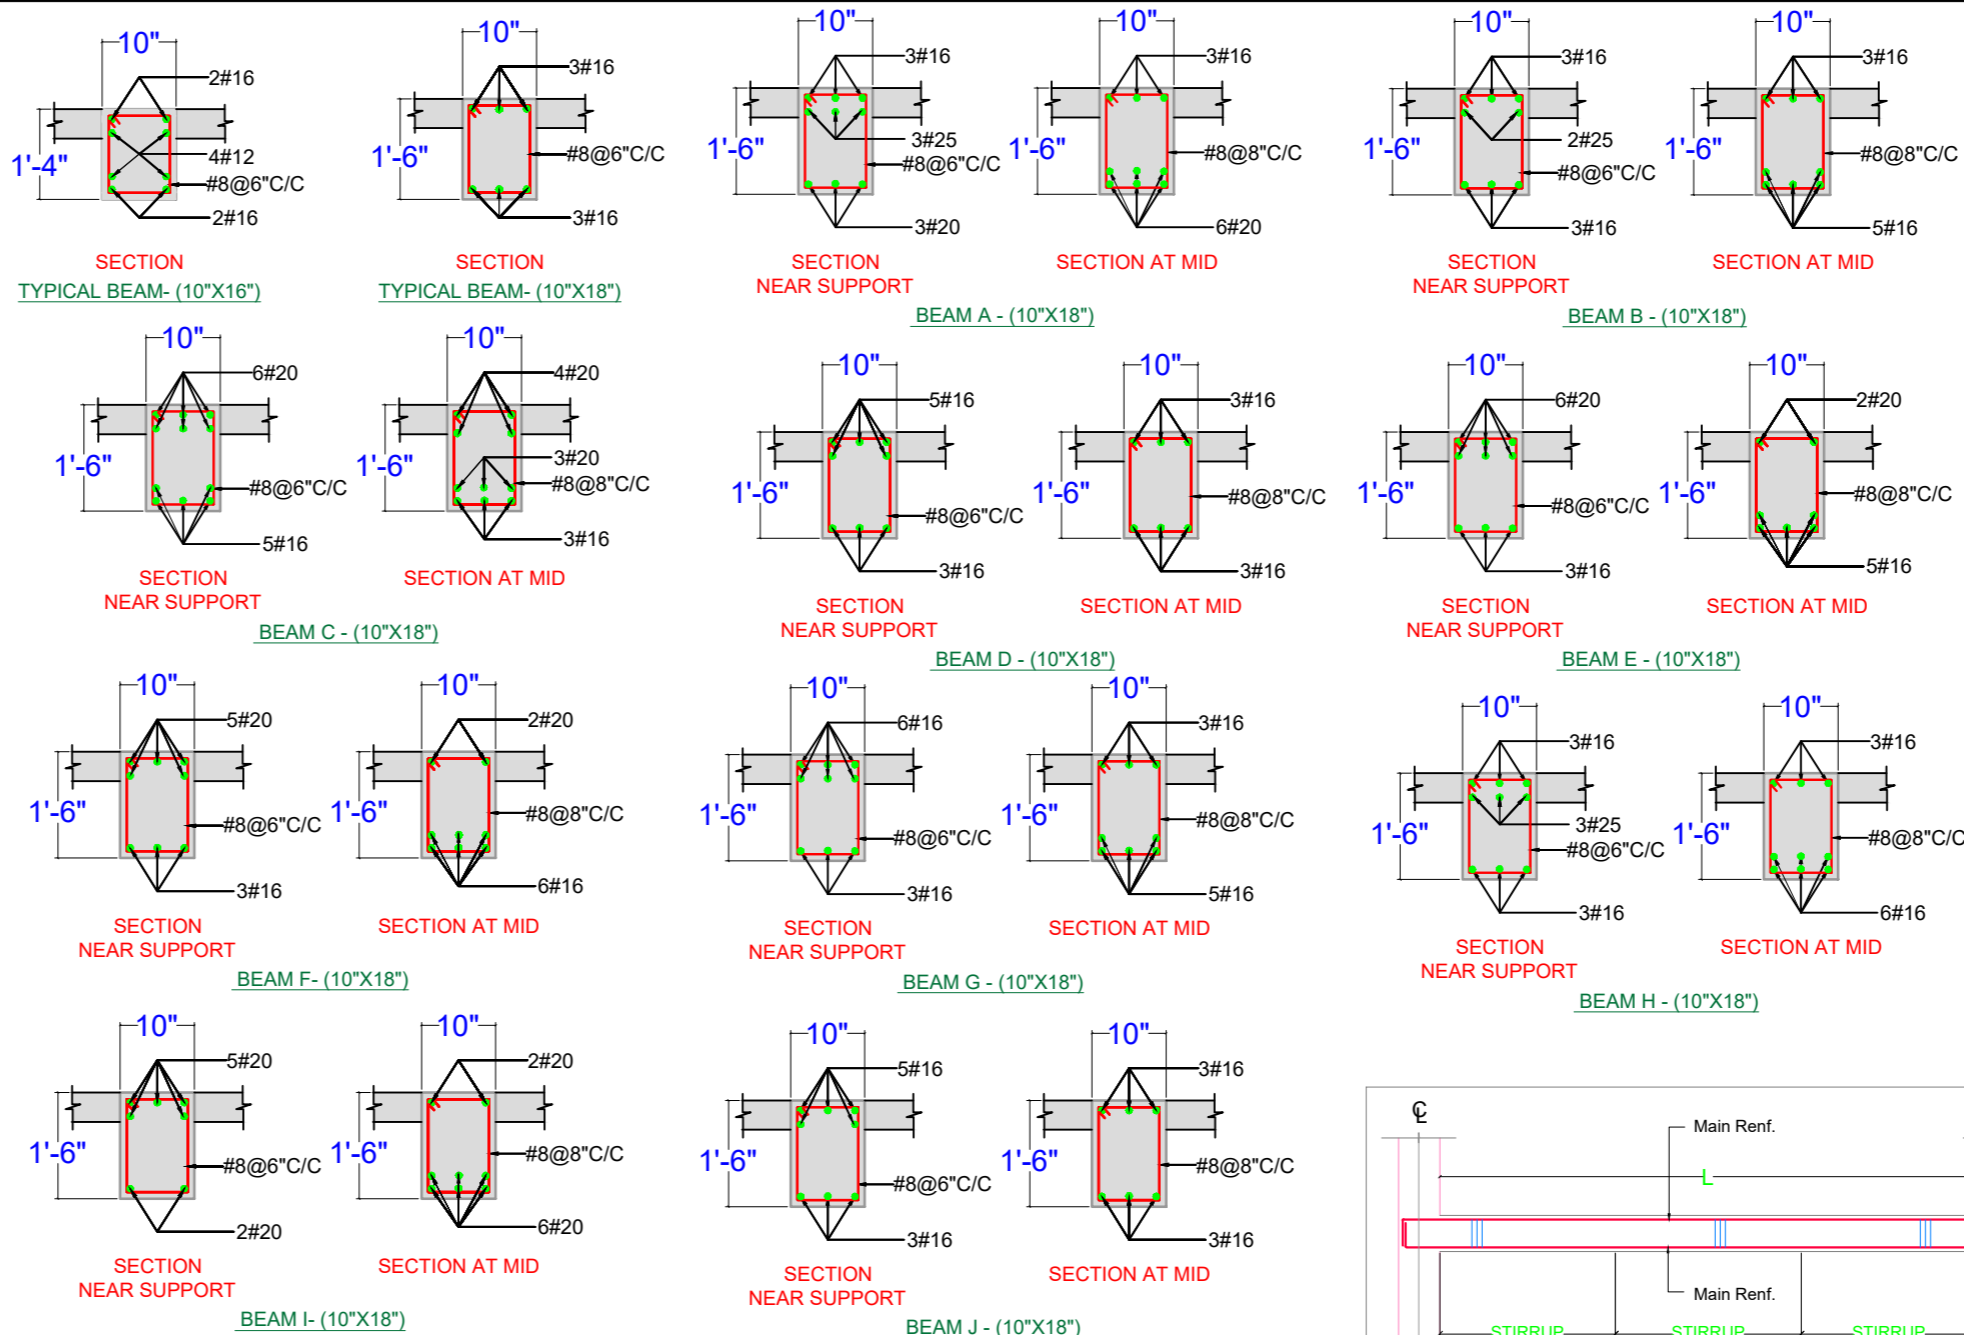 10"
2#16
1'-4"
4#12
#8@6"C/C
2#16
SECTION
TYPICAL BEAM- (10"X16")
10"
3#16
1'-6"
#8@6"C/C
3#16
SECTION
TYPICAL BEAM- (10"X18")
10"
3#16
1'-6"
3#25
#8@6"C/C
3#20
SECTION
NEAR SUPPORT
10"
3#16
1'-6"
#8@8"C/C
6#20
SECTION AT MID
BEAM A - (10"X18")
10"
3#16
1'-6"
2#25
#8@6"C/C
3#16
SECTION
NEAR SUPPORT
10"
3#16
1'-6"
#8@8"C/C
5#16
SECTION AT MID
BEAM B - (10"X18")
10"
6#20
1'-6"
#8@6"C/C
5#16
SECTION
NEAR SUPPORT
10"
4#20
1'-6"
3#20
#8@8"C/C
3#16
SECTION AT MID
BEAM C - (10"X18")
10"
5#16
1'-6"
#8@6"C/C
3#16
SECTION
NEAR SUPPORT
10"
3#16
1'-6"
#8@8"C/C
3#16
SECTION AT MID
BEAM D - (10"X18")
10"
6#20
1'-6"
#8@6"C/C
3#16
SECTION
NEAR SUPPORT
10"
2#20
1'-6"
#8@8"C/C
5#16
SECTION AT MID
BEAM E - (10"X18")
10"
5#20
1'-6"
#8@6"C/C
3#16
SECTION
NEAR SUPPORT
10"
2#20
1'-6"
#8@8"C/C
6#16
SECTION AT MID
BEAM F- (10"X18")
10"
6#16
1'-6"
#8@6"C/C
3#16
SECTION
NEAR SUPPORT
10"
3#16
1'-6"
#8@8"C/C
5#16
SECTION AT MID
BEAM G - (10"X18")
10"
3#16
1'-6"
3#25
#8@6"C/C
3#16
SECTION
NEAR SUPPORT
10"
3#16
1'-6"
#8@8"C/C
6#16
SECTION AT MID
BEAM H - (10"X18")
10"
5#20
1'-6"
#8@6"C/C
2#20
SECTION
NEAR SUPPORT
10"
2#20
1'-6"
#8@8"C/C
6#20
SECTION AT MID
BEAM I- (10"X18")
10"
5#16
1'-6"
#8@6"C/C
3#16
SECTION
NEAR SUPPORT
10"
3#16
1'-6"
#8@8"C/C
3#16
SECTION AT MID
BEAM J - (10"X18")
℄
Main Renf.
L
Main Renf.
STIRRUP
STIRRUP
STIRRUP